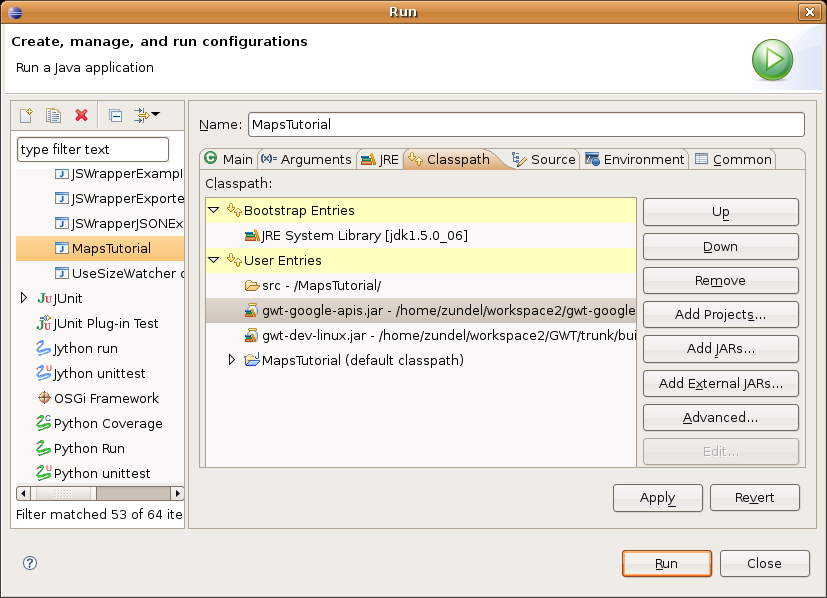 Run
Create, manage, and run configurations
Run a Java application
type filter text
JSWrapperExampl
JSWrapperExporte
JSWrapperJSONEx
MapsTutorial
UseSizeWatcher
JUnit
JUnit Plug-in Test
Jython run
Jython unittest
OSGi Framework
Python Coverage
Python Run
Python unittest
Filter matched 53 of 64 ite
Name: MapsTutorial
Main (x)= Arguments JRE Classpath Source Environment Common
Classpath:
Bootstrap Entries
JRE System Library [jdk1.5.0_06]
User Entries
src - /MapsTutorial/
gwt-google-apis.jar - /home/zundel/workspace2/gwt-google
gwt-dev-linux.jar - /home/zundel/workspace2/GWT/trunk/bui
MapsTutorial (default classpath)
Up
Down
Remove
Add Projects...
Add JARs...
Add External JARs...
Advanced...
Edit...
Apply Revert
Run Close